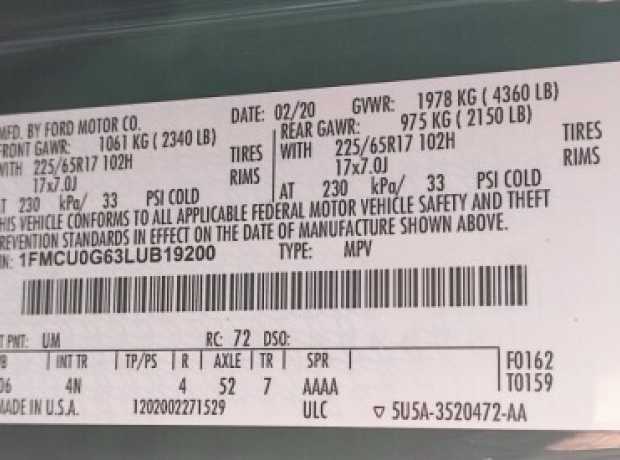 MFD. BY FORD MOTOR CO. DATE: 02/20 GVWR: 1978 KG ( 4360 LB)
FRONT GAWR: 1061 KG ( 2340 LB) REAR GAWR: 975 KG ( 2150 LB)
WITH 225/65R17 102H TIRES WITH 225/65R17 102H TIRES
17x7.0J RIMS 17x7.0J RIMS
AT 230 kPa/ 33 PSI COLD AT 230 kPa/ 33 PSI COLD
THIS VEHICLE CONFORMS TO ALL APPLICABLE FEDERAL MOTOR VEHICLE SAFETY AND THEFT
PREVENTION STANDARDS IN EFFECT ON THE DATE OF MANUFACTURE SHOWN ABOVE.
IN: 1FMCU0G63LUB19200 TYPE: MPV
T PNT: UM RC: 72 DSO:
B INT TR TP/PS R AXLE TR SPR F0162
06 4N 4 52 7 AAAA T0159
MADE IN U.S.A. 1202002271529 ULC ▽ 5U5A-3520472-AA